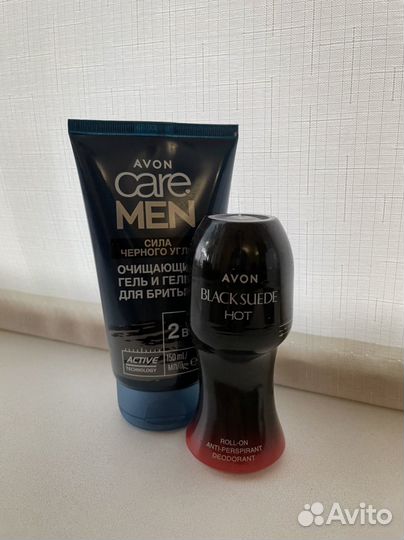 AVON
care
MEN
СИЛА
ЧЕРНОГО УГЛ
ОЧИЩАЮЩИ
ГЕЛЬ И ГЕЛ
ДЛЯ БРИТЬ
2 В
ACTIVE
TECHNOLOGY
150 ml
AVON
BLACK SUEDE
HOT
ROLL-ON
ANTI-PERSPIRANT
DEODORANT
Avito